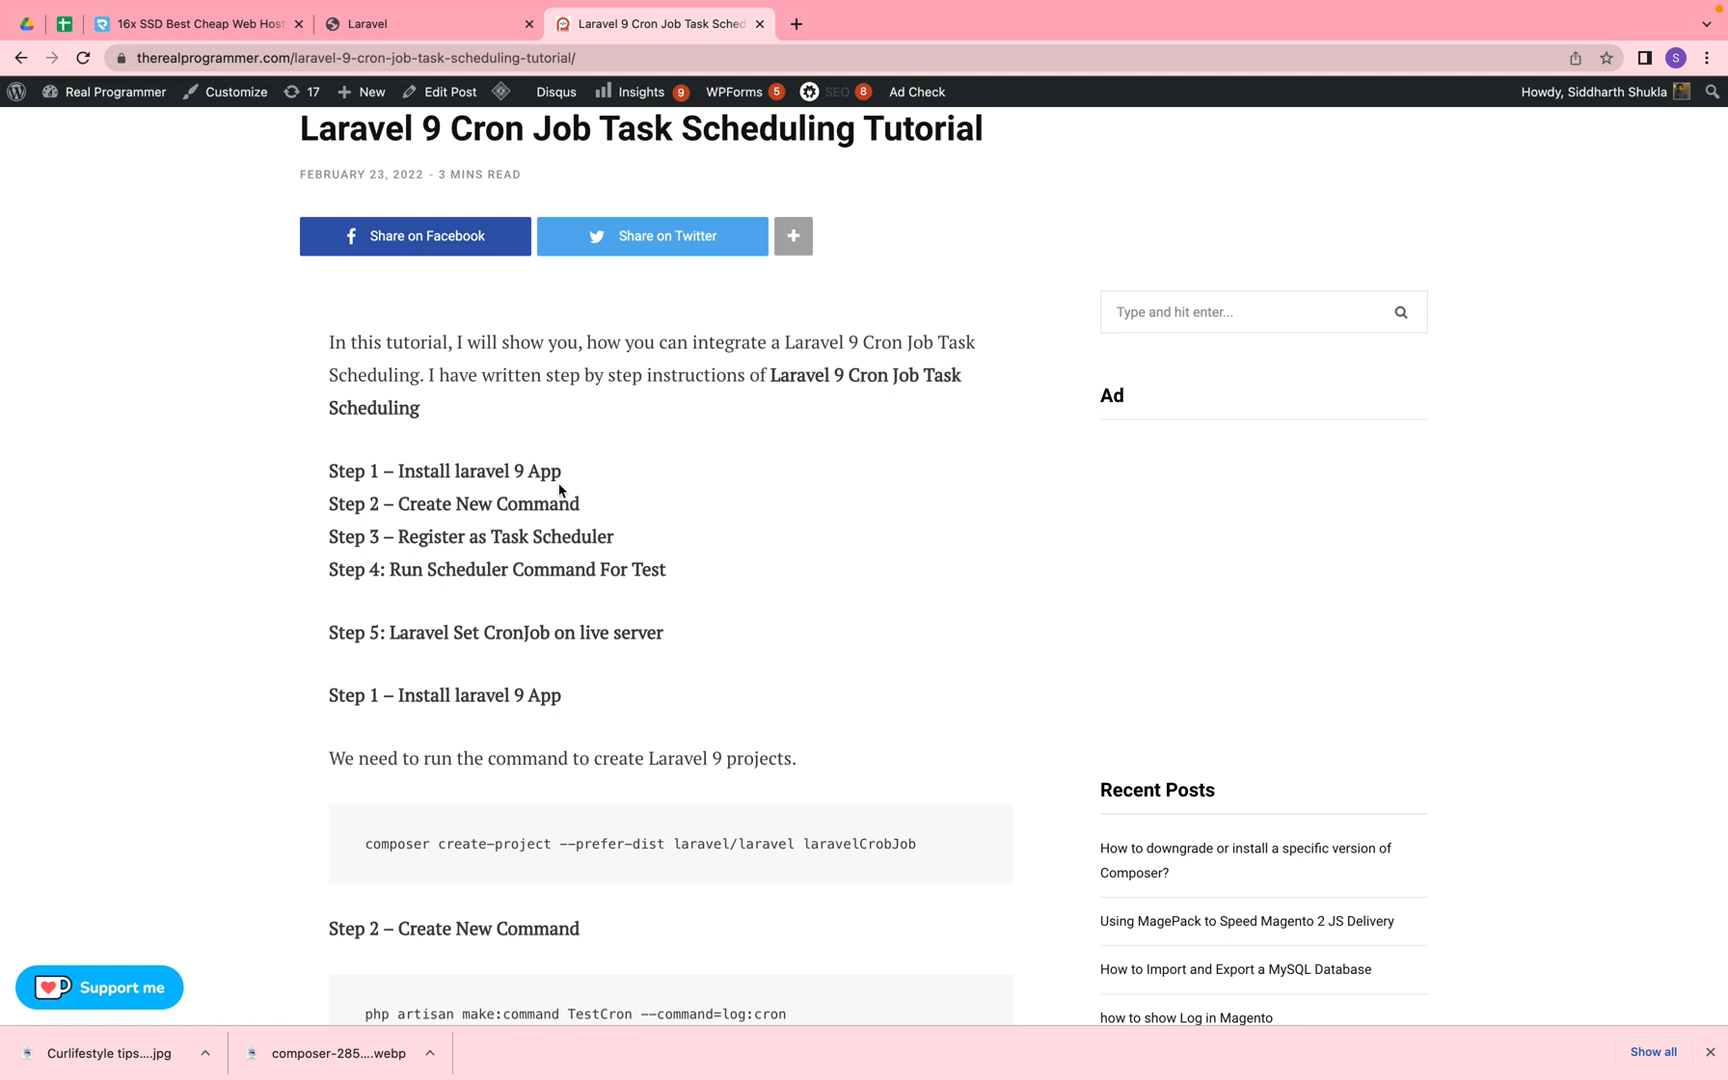 16x SSD Best Cheap Web Host
Laravel
Laravel 9 Cron Job Task Sched
therealprogrammer.com/laravel-9-cron-job-task-scheduling-tutorial/
S
Real Programmer
Customize
17
New
Edit Post
Disqus
Insights 9
WPForms 5
SEO 8
Ad Check
Howdy, Siddharth Shukla
Laravel 9 Cron Job Task Scheduling Tutorial
FEBRUARY 23, 2022 - 3 MINS READ
Share on Facebook
Share on Twitter
Type and hit enter...
In this tutorial, I will show you, how you can integrate a Laravel 9 Cron Job Task
Scheduling. I have written step by step instructions of Laravel 9 Cron Job Task
Scheduling
Ad
Step 1 – Install laravel 9 App
Step 2 – Create New Command
Step 3 – Register as Task Scheduler
Step 4: Run Scheduler Command For Test
Step 5: Laravel Set CronJob on live server
Step 1 – Install laravel 9 App
We need to run the command to create Laravel 9 projects.
composer create-project --prefer-dist laravel/laravel laravelCrobJob
Step 2 – Create New Command
php artisan make:command TestCron --command=log:cron
Recent Posts
How to downgrade or install a specific version of
Composer?
Using MagePack to Speed Magento 2 JS Delivery
How to Import and Export a MySQL Database
how to show Log in Magento
Support me
Curlifestyle tips....jpg
composer-285....webp
Show all